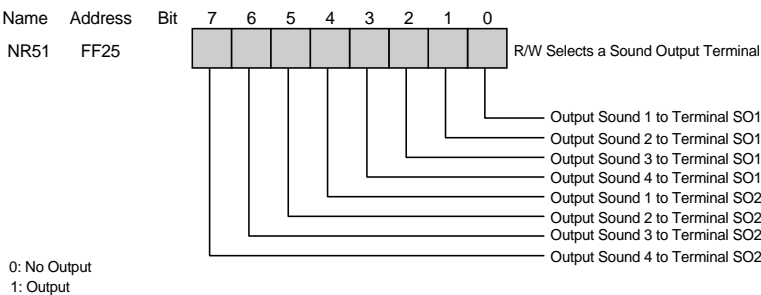 Name Address Bit 7 6 5 4 3 2 1 0
NR51 FF25 R/W Selects a Sound Output Terminal
Output Sound 1 to Terminal SO1
Output Sound 2 to Terminal SO1
Output Sound 3 to Terminal SO1
Output Sound 4 to Terminal SO1
Output Sound 1 to Terminal SO2
Output Sound 2 to Terminal SO2
Output Sound 3 to Terminal SO2
Output Sound 4 to Terminal SO2
0: No Output
1: Output